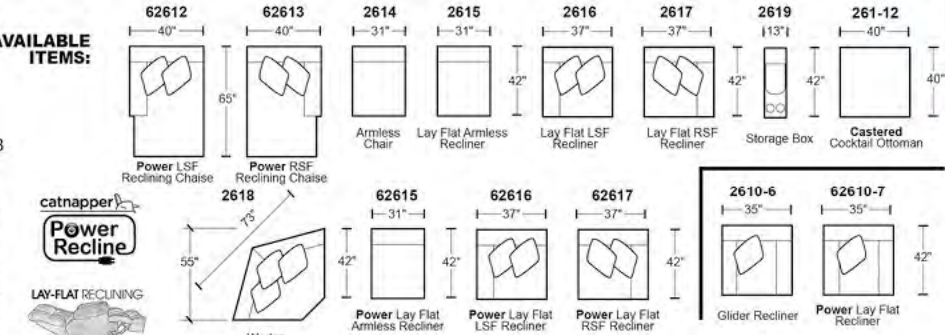 AVAILABLE
ITEMS:
62612 62613 2614 2615 2616 2617 2619 261-12
40" 40" 31" 31" 37" 37" 13" 40"
65" 42" 42" 42" 42" 40"
Power LSF
Reclining Chaise
Power RSF
Reclining Chaise
Armless
Chair
Lay Flat Armless
Recliner
Lay Flat LSF
Recliner
Lay Flat RSF
Recliner
Storage Box
Castered
Cocktail Ottoman
catnapper
Power
Recline
LAY-FLAT RECLINING
2618 62615 62616 62617 2610-6 62610-7
73" 31" 37" 37" 35" 35"
55" 42" 42" 42" 42" 42"
Power Lay Flat
Armless Recliner
Power Lay Flat
LSF Recliner
Power Lay Flat
RSF Recliner
Glider Recliner
Power Lay Flat
Recliner